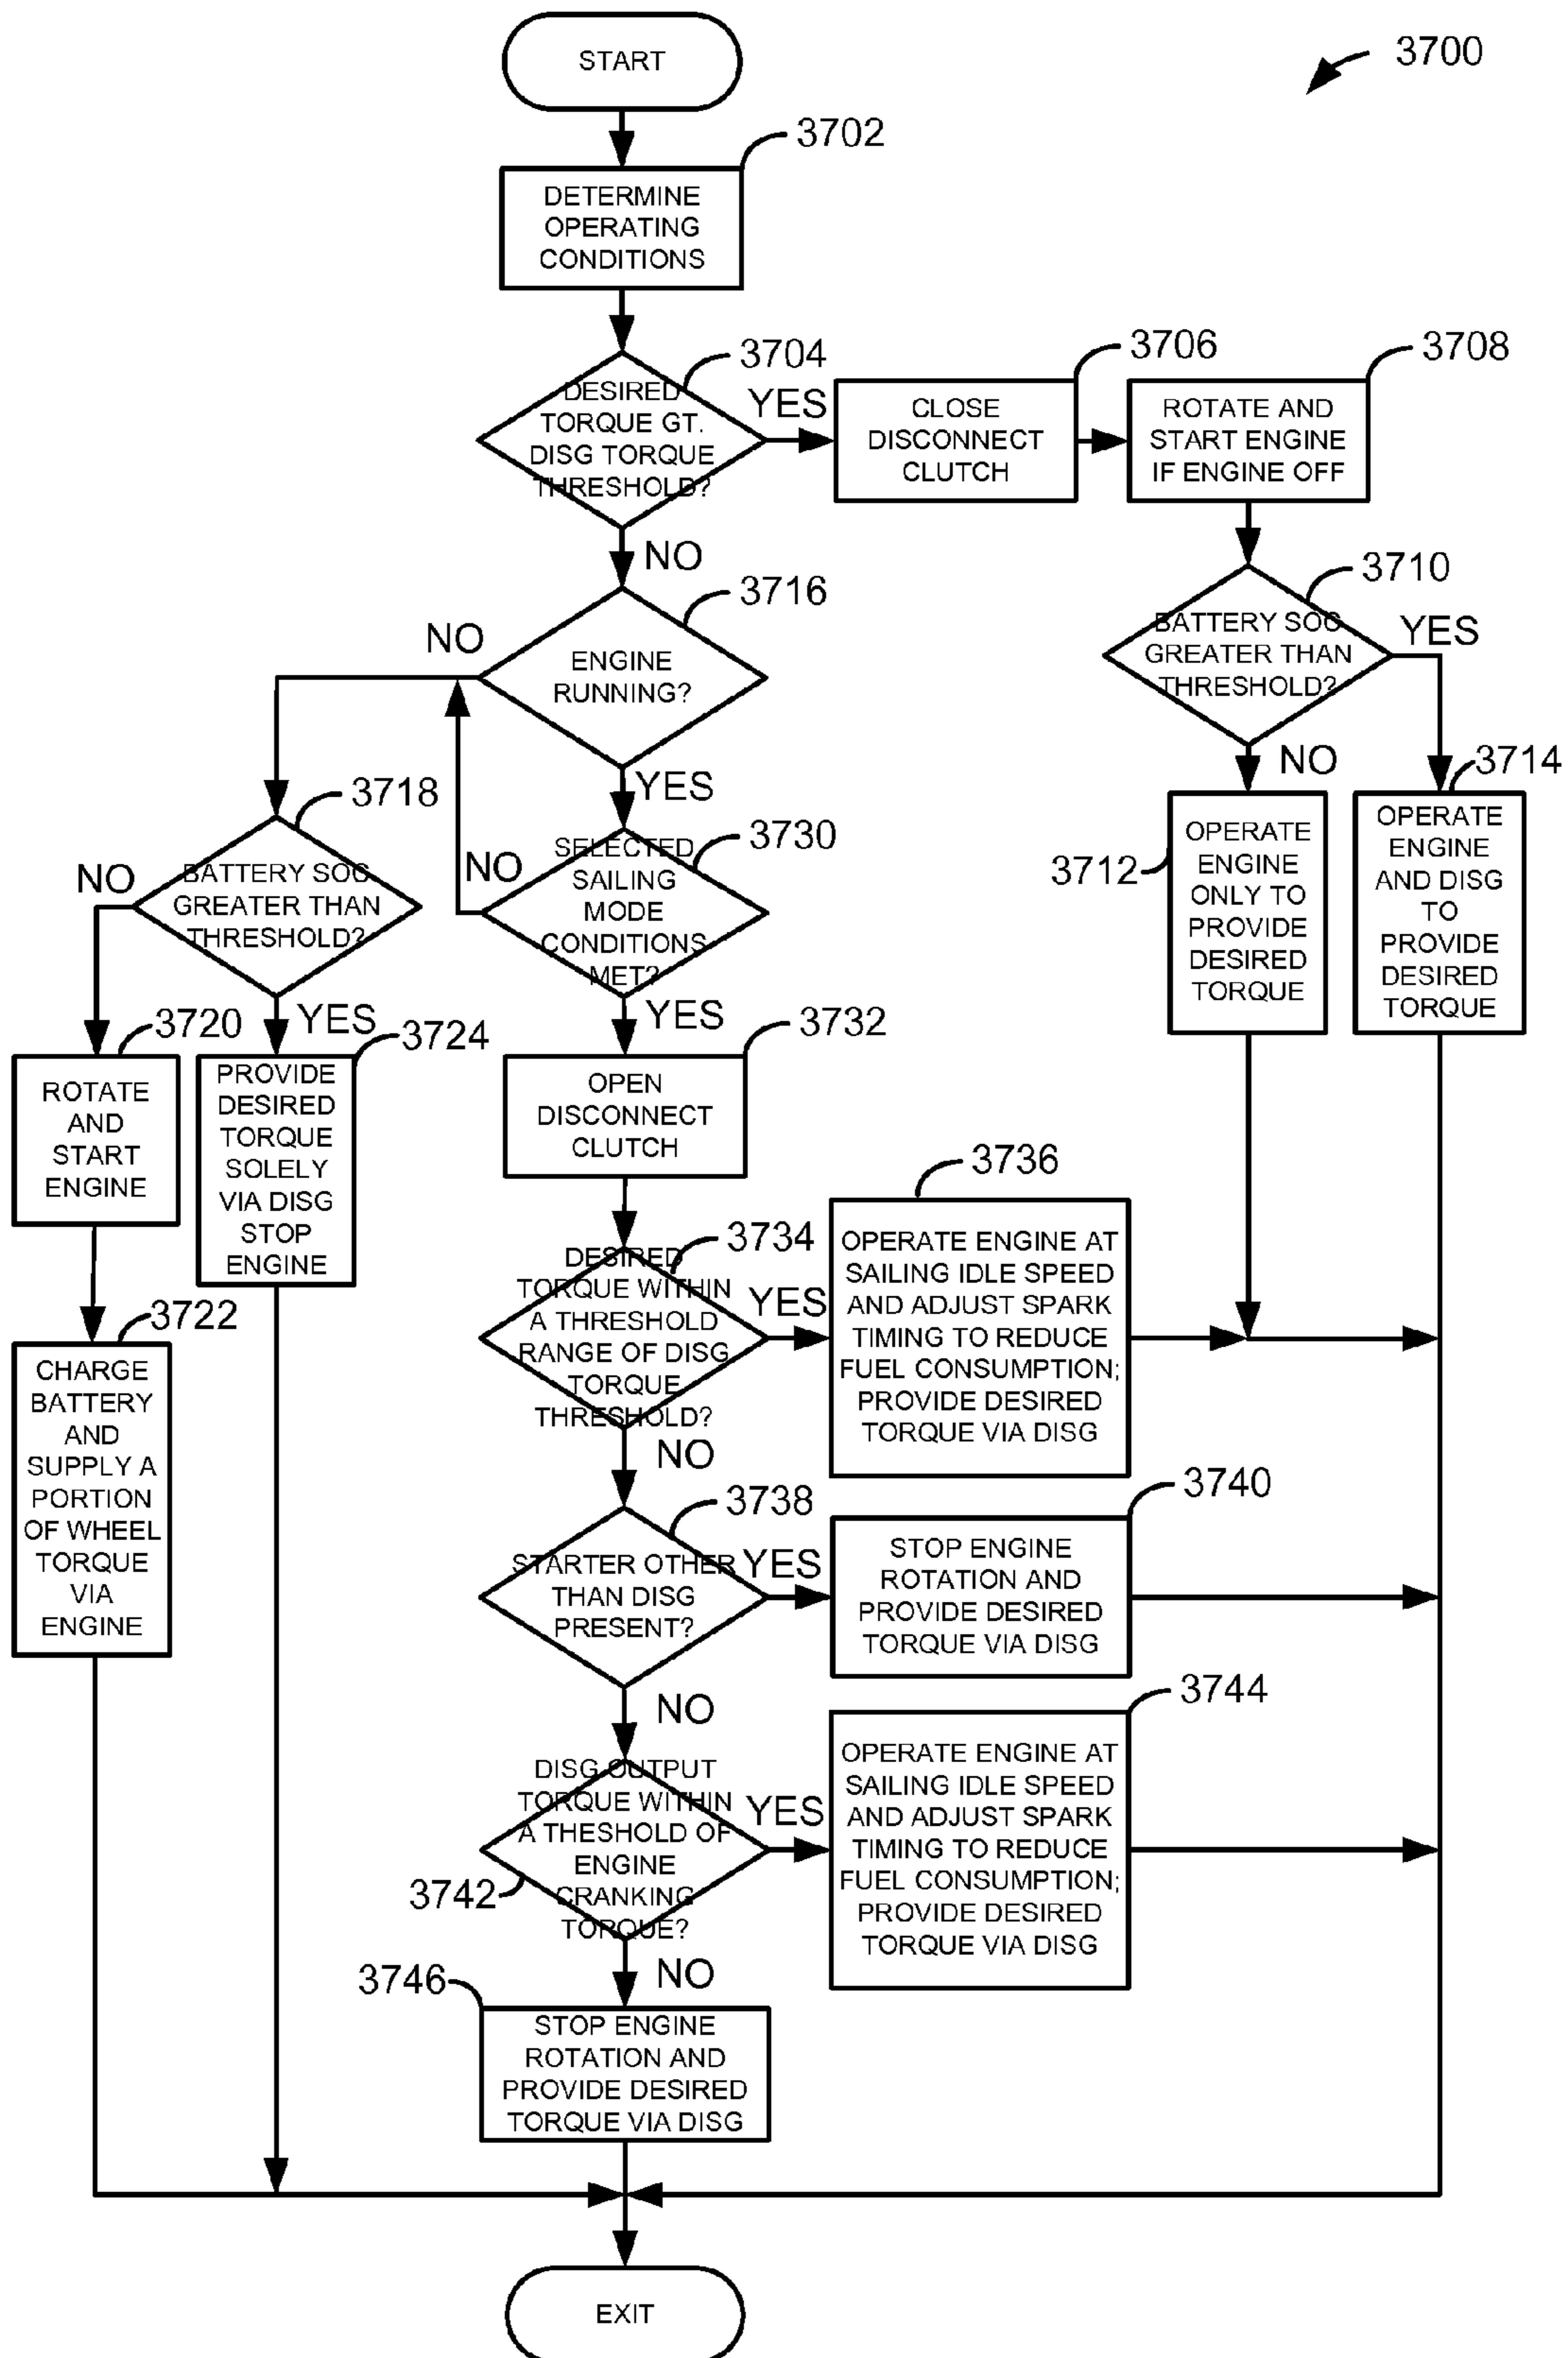 START
3700
3702
DETERMINE
OPERATING
CONDITIONS
3704
DESIRED
TORQUE GT.
DISG TORQUE
THRESHOLD?
YES
NO
3706
CLOSE
DISCONNECT
CLUTCH
3708
ROTATE AND
START ENGINE
IF ENGINE OFF
3710
BATTERY SOC
GREATER THAN
THRESHOLD?
YES
NO
3712
OPERATE
ENGINE
ONLY TO
PROVIDE
DESIRED
TORQUE
3714
OPERATE
ENGINE
AND DISG
TO
PROVIDE
DESIRED
TORQUE
3716
ENGINE
RUNNING?
NO
YES
3718
BATTERY SOC
GREATER THAN
THRESHOLD?
NO
YES
3720
ROTATE
AND
START
ENGINE
3722
CHARGE
BATTERY
AND
SUPPLY A
PORTION
OF WHEEL
TORQUE
VIA
ENGINE
3724
PROVIDE
DESIRED
TORQUE
SOLELY
VIA DISG
STOP
ENGINE
3730
SELECTED
SAILING
MODE
CONDITIONS
MET?
NO
YES
3732
OPEN
DISCONNECT
CLUTCH
3734
DESIRED
TORQUE WITHIN
A THRESHOLD
RANGE OF DISG
TORQUE
THRESHOLD?
YES
NO
3736
OPERATE ENGINE AT
SAILING IDLE SPEED
AND ADJUST SPARK
TIMING TO REDUCE
FUEL CONSUMPTION;
PROVIDE DESIRED
TORQUE VIA DISG
3738
STARTER OTHER
THAN DISG
PRESENT?
YES
NO
3740
STOP ENGINE
ROTATION AND
PROVIDE DESIRED
TORQUE VIA DISG
3742
DISG OUTPUT
TORQUE WITHIN
A THESHOLD OF
ENGINE
CRANKING
TORQUE?
YES
NO
3744
OPERATE ENGINE AT
SAILING IDLE SPEED
AND ADJUST SPARK
TIMING TO REDUCE
FUEL CONSUMPTION;
PROVIDE DESIRED
TORQUE VIA DISG
3746
STOP ENGINE
ROTATION AND
PROVIDE DESIRED
TORQUE VIA DISG
EXIT